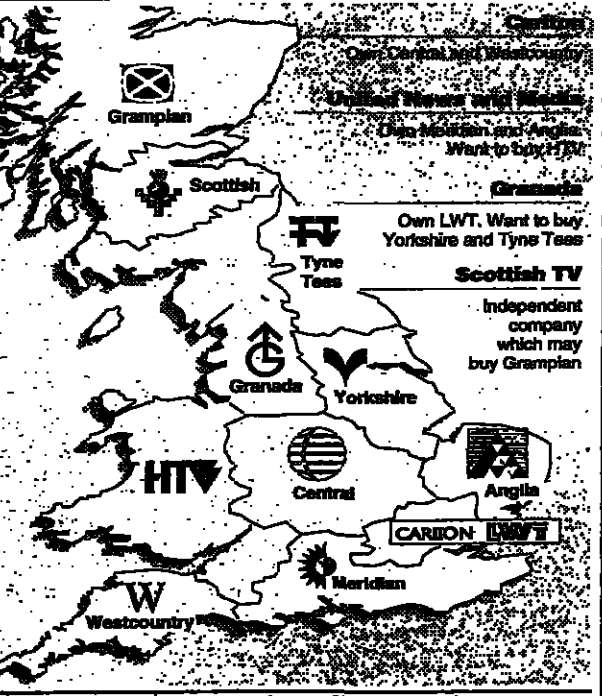 Carlton
Own Central and Westcountry
United News and Media
Own Meridian and Anglia.
Want to buy HTV
Granada
Own LWT. Want to buy
Yorkshire and Tyne Tees
Scottish TV
Independent
company
which may
buy Grampian
Grampian
Scottish
Tyne
Tees
Granada
Yorkshire
HTV
Central
Anglia
CARLTON LWT
Meridian
W
Westcountry